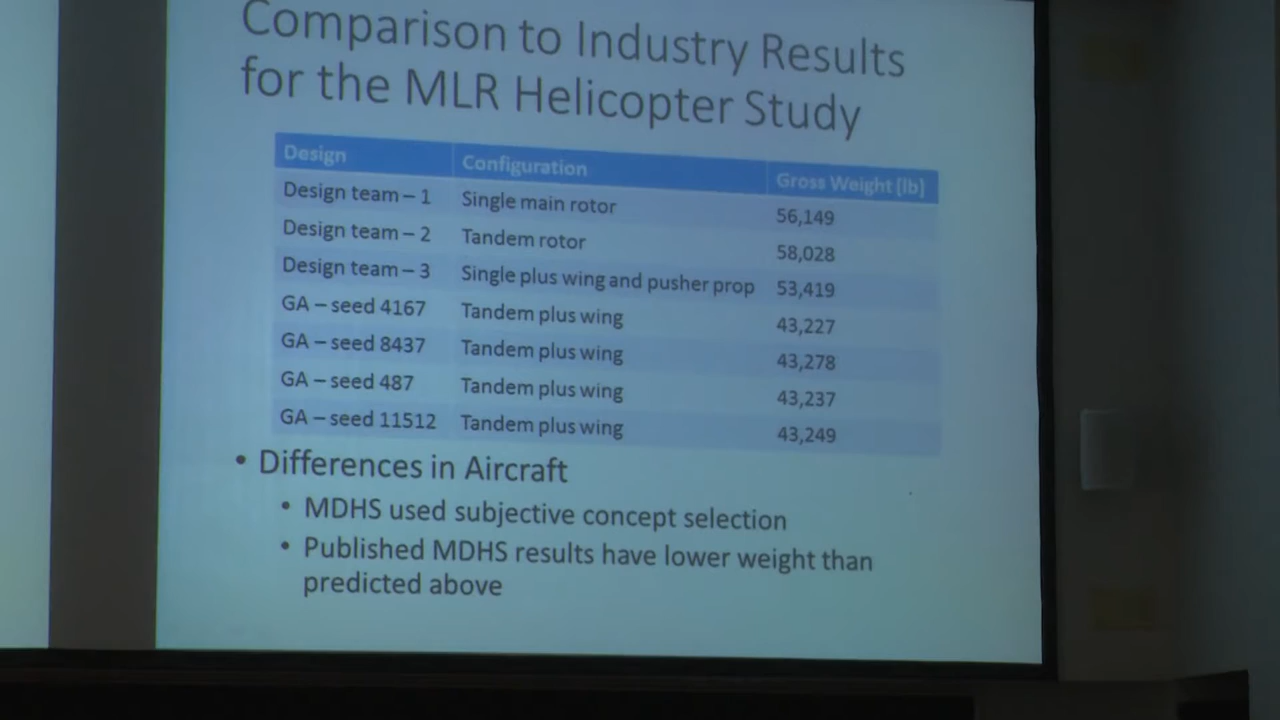 Comparison to Industry Results
for the MLR Helicopter Study
Design Configuration Gross Weight [lb]
Design team – 1 Single main rotor 56,149
Design team – 2 Tandem rotor 58,028
Design team – 3 Single plus wing and pusher prop 53,419
GA – seed 4167 Tandem plus wing 43,227
GA – seed 8437 Tandem plus wing 43,278
GA – seed 487 Tandem plus wing 43,237
GA – seed 11512 Tandem plus wing 43,249
• Differences in Aircraft
• MDHS used subjective concept selection
• Published MDHS results have lower weight than
predicted above